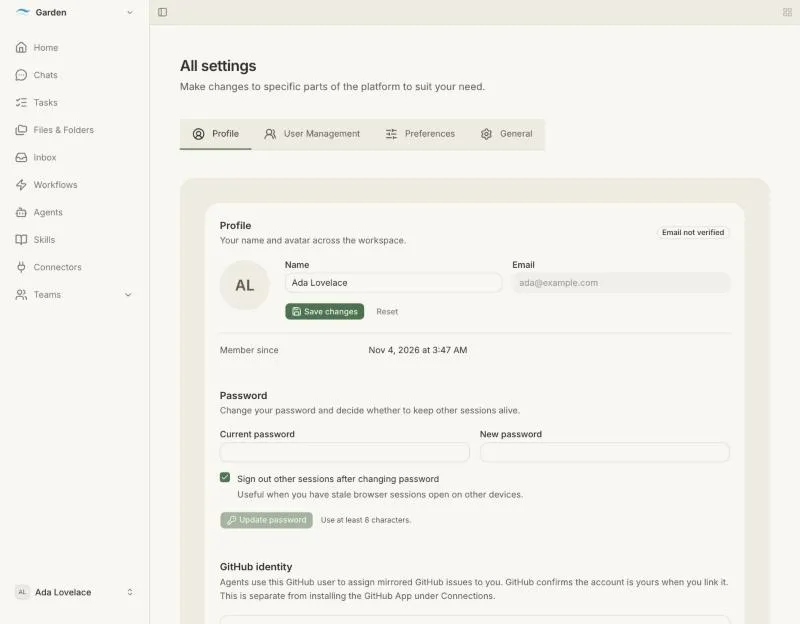 Garden
Home
Chats
Tasks
Files & Folders
Inbox
Workflows
Agents
Skills
Connectors
Teams
AL Ada Lovelace
All settings
Make changes to specific parts of the platform to suit your need.
Profile User Management Preferences General
Profile
Your name and avatar across the workspace.
Email not verified
AL
Name Email
Ada Lovelace ada@example.com
Save changes Reset
Member since Nov 4, 2026 at 3:47 AM
Password
Change your password and decide whether to keep other sessions alive.
Current password New password
Sign out other sessions after changing password
Useful when you have stale browser sessions open on other devices.
Update password Use at least 8 characters.
GitHub identity
Agents use this GitHub user to assign mirrored GitHub issues to you. GitHub confirms the account is yours when you link it.
This is separate from installing the GitHub App under Connections.